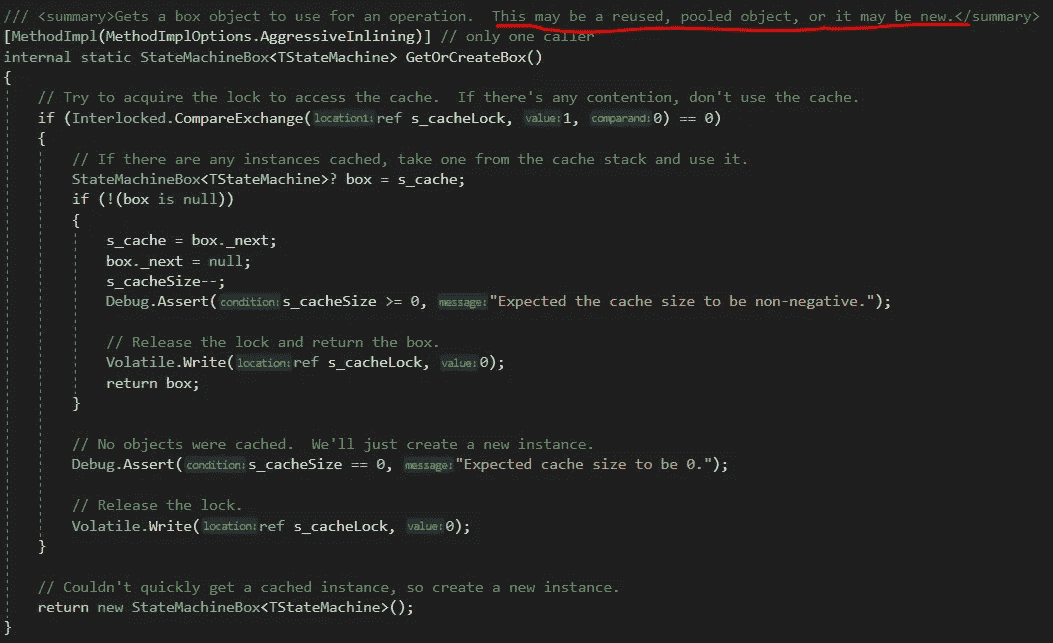 /// <summary>Gets a box object to use for an operation.  This may be a reused, pooled object, or it may be new.</summary>
[MethodImpl(MethodImplOptions.AggressiveInlining)] // only one caller
internal static StateMachineBox<TStateMachine> GetOrCreateBox()
{
    // Try to acquire the lock to access the cache.  If there's any contention, don't use the cache.
    if (Interlocked.CompareExchange(location1: ref s_cacheLock, value: 1, comparand: 0) == 0)
    {
        // If there are any instances cached, take one from the cache stack and use it.
        StateMachineBox<TStateMachine>? box = s_cache;
        if (!(box is null))
        {
            s_cache = box._next;
            box._next = null;
            s_cacheSize--;
            Debug.Assert(condition: s_cacheSize >= 0, message: "Expected the cache size to be non-negative.");

            // Release the lock and return the box.
            Volatile.Write(location: ref s_cacheLock, value: 0);
            return box;
        }

        // No objects were cached.  We'll just create a new instance.
        Debug.Assert(condition: s_cacheSize == 0, message: "Expected cache size to be 0.");

        // Release the lock.
        Volatile.Write(location: ref s_cacheLock, value: 0);
    }

    // Couldn't quickly get a cached instance, so create a new instance.
    return new StateMachineBox<TStateMachine>();
}